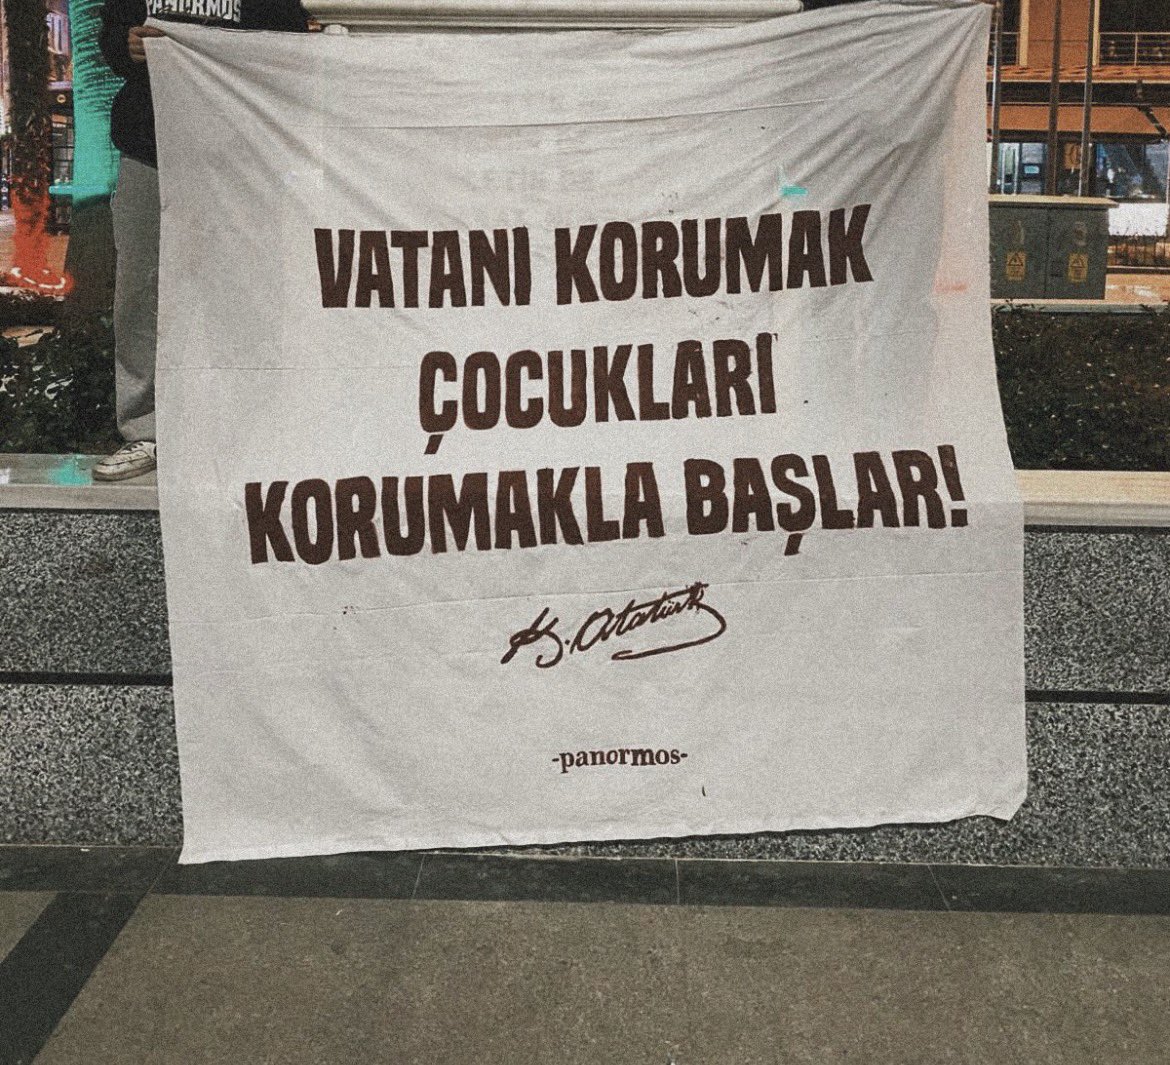 PANORMOS
VATANI KORUMAK
ÇOCUKLARI
KORUMAKLA BAŞLAR!
K. Atatürk
-panormos-